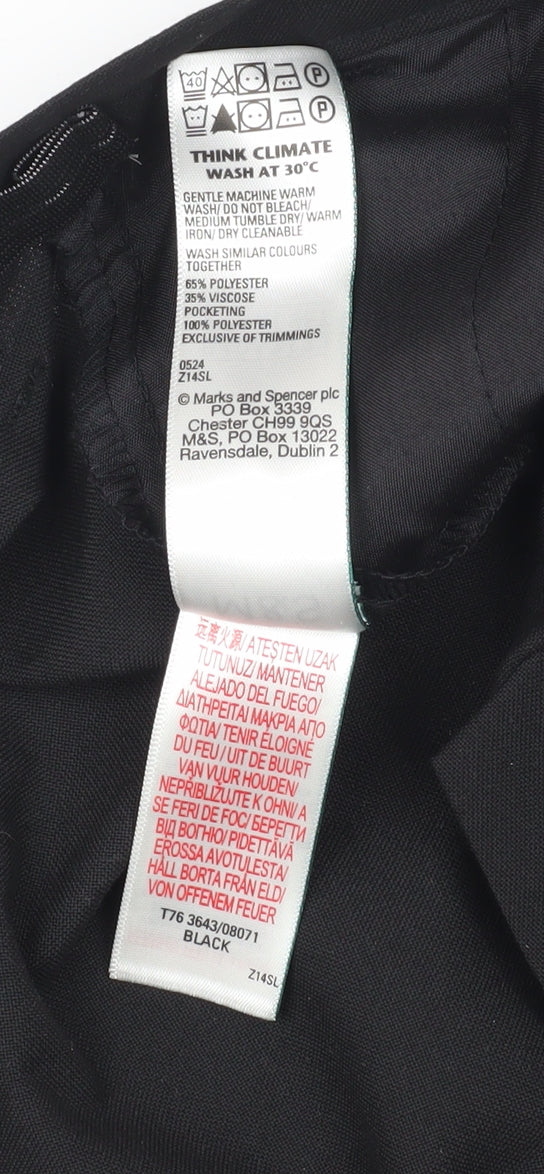 40 P
P
THINK CLIMATE
WASH AT 30°C
GENTLE MACHINE WARM
WASH/ DO NOT BLEACH/
MEDIUM TUMBLE DRY/ WARM
IRON/ DRY CLEANABLE
WASH SIMILAR COLOURS
TOGETHER
65% POLYESTER
35% VISCOSE
POCKETING
100% POLYESTER
EXCLUSIVE OF TRIMMINGS
0524
Z14SL
© Marks and Spencer plc
PO Box 3339
Chester CH99 9QS
M&S, PO Box 13022
Ravensdale, Dublin 2
远离火源/ ATEŞTEN UZAK
TUTUNUZ/ MANTENER
ALEJADO DEL FUEGO/
ΔΙΑΤΗΡΕΙΤΑΙ ΜΑΚΡΙΑ ΑΠΟ
ΦΩΤΙΑ/ TENIR ÉLOIGNÉ
DU FEU / UIT DE BUURT
VAN VUUR HOUDEN/
NEPŘIBLIŽUJTE K OHNI/ A
SE FERI DE FOC/ БЕРЕГТИ
ВІД ВОГНЮ/ PIDETTÄVÄ
EROSSA AVOTULESTA/
HÅLL BORTA FRÅN ELD/
VON OFFENEM FEUER
T76 3643/08071
BLACK
Z14SL